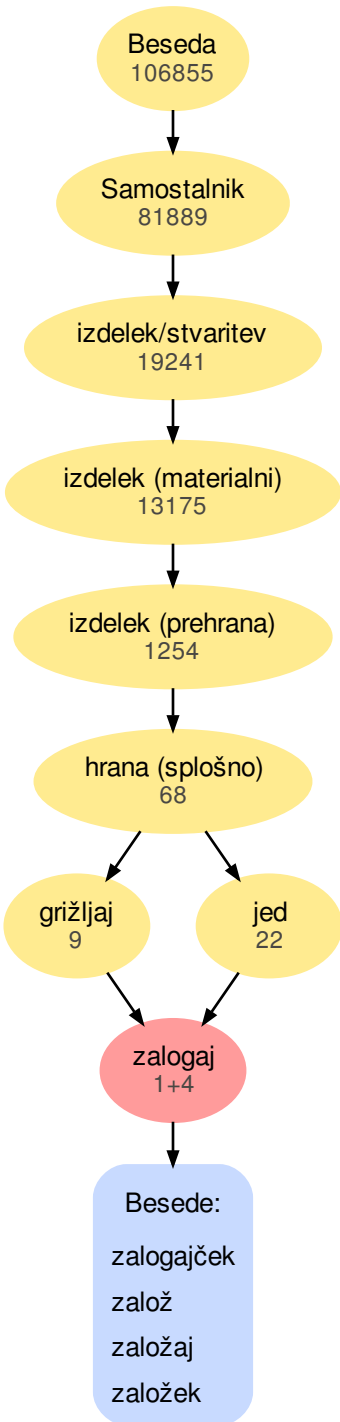 Beseda
106855
Samostalnik
81889
izdelek/stvaritev
19241
izdelek (materialni)
13175
izdelek (prehrana)
1254
hrana (splošno)
68
grižljaj
9
jed
22
zalogaj
1+4
Besede:
zalogajček
založ
založaj
založek